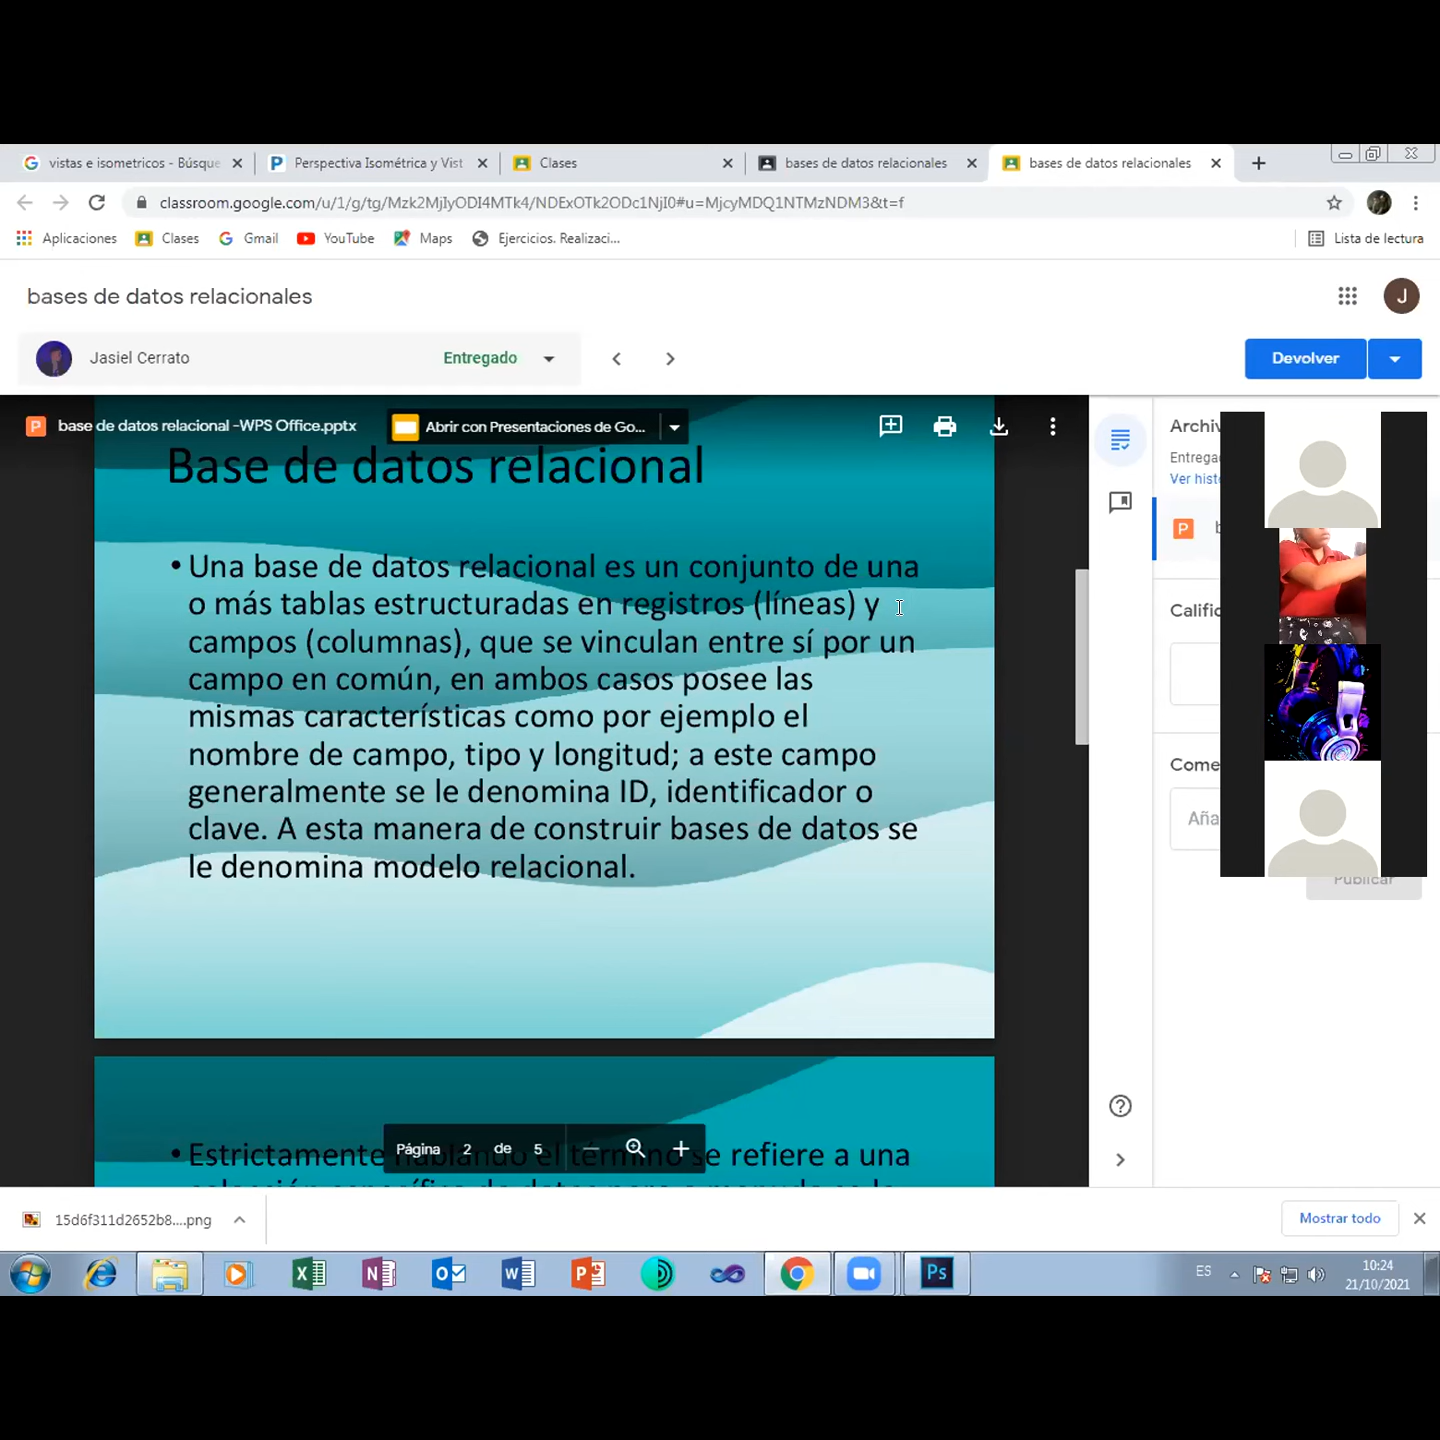 vistas e isometricos - Búsque
Perspectiva Isométrica y Vist
Clases
bases de datos relacionales
bases de datos relacionales
classroom.google.com/u/1/g/tg/Mzk2MjIyODI4MTk4/NDExOTk2ODc1NjI0#u=MjcyMDQ1NTMzNDM3&t=f
Aplicaciones
Clases
Gmail
YouTube
Maps
Ejercicios. Realizaci...
Lista de lectura
bases de datos relacionales
J
Jasiel Cerrato
Entregado
Devolver
base de datos relacional -WPS Office.pptx
Abrir con Presentaciones de Go...
Archiv
Entrega
Ver histo
Base de datos relacional
• Una base de datos relacional es un conjunto de una
o más tablas estructuradas en registros (líneas) y
campos (columnas), que se vinculan entre sí por un
campo en común, en ambos casos posee las
mismas características como por ejemplo el
nombre de campo, tipo y longitud; a este campo
generalmente se le denomina ID, identificador o
clave. A esta manera de construir bases de datos se
le denomina modelo relacional.
Califi
Come
Aña
Publicar
• Estrictamente hablando el término se refiere a una
Página 2 de 5
15d6f311d2652b8....png
Mostrar todo
ES
10:24
21/10/2021